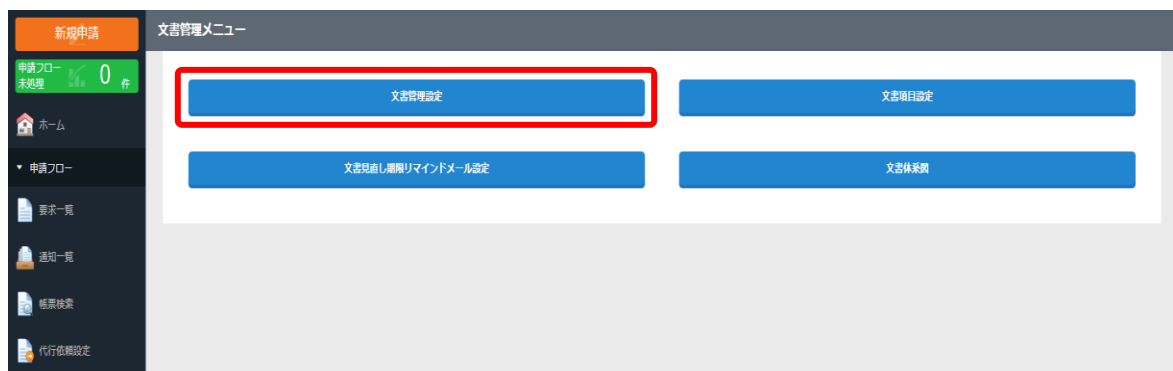 新規申請
文書管理メニュー
申請フロー
未処理
0 件
文書管理設定
文書項目設定
ホーム
申請フロー
文書見直し期限リマインドメール設定
文書体系図
要求一覧
通知一覧
帳票検索
代行依頼設定